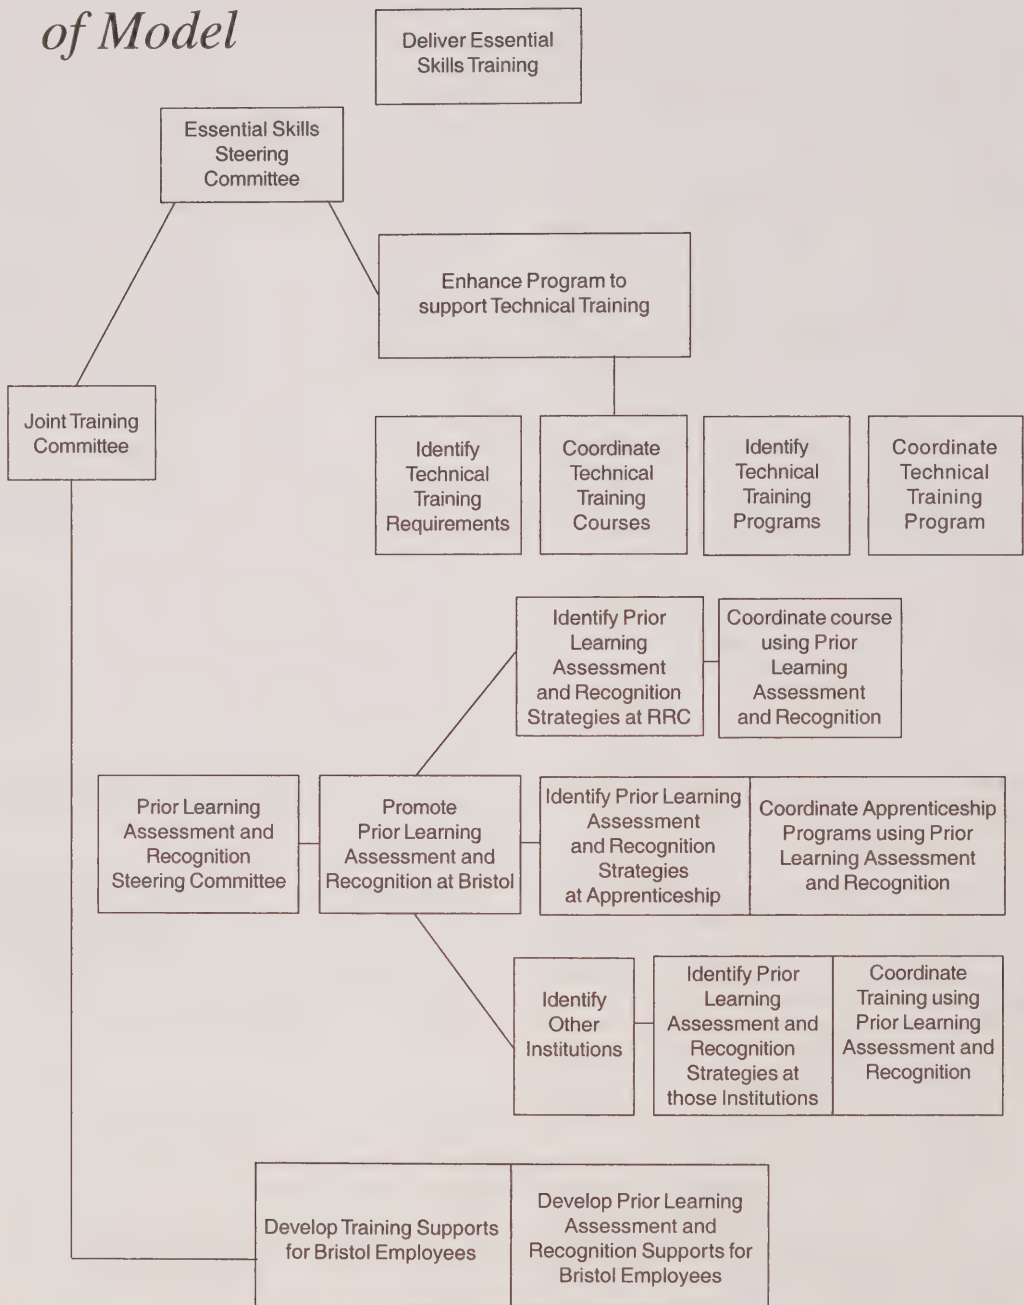 of Model
Deliver Essential
Skills Training
Essential Skills
Steering
Committee
Enhance Program to
support Technical Training
Joint Training
Committee
Identify
Technical
Training
Requirements
Coordinate
Technical
Training
Courses
Identify
Technical
Training
Programs
Coordinate
Technical
Training
Program
Identify Prior
Learning
Assessment
and Recognition
Strategies at RRC
Coordinate course
using Prior
Learning
Assessment
and Recognition
Prior Learning
Assessment and
Recognition
Steering Committee
Promote
Prior Learning
Assessment and
Recognition at Bristol
Identify Prior Learning
Assessment
and Recognition
Strategies
at Apprenticeship
Coordinate Apprenticeship
Programs using Prior
Learning Assessment
and Recognition
Identify
Other
Institutions
Identify Prior
Learning
Assessment and
Recognition
Strategies at
those Institutions
Coordinate
Training using
Prior Learning
Assessment and
Recognition
Develop Training Supports
for Bristol Employees
Develop Prior Learning
Assessment and
Recognition Supports for
Bristol Employees